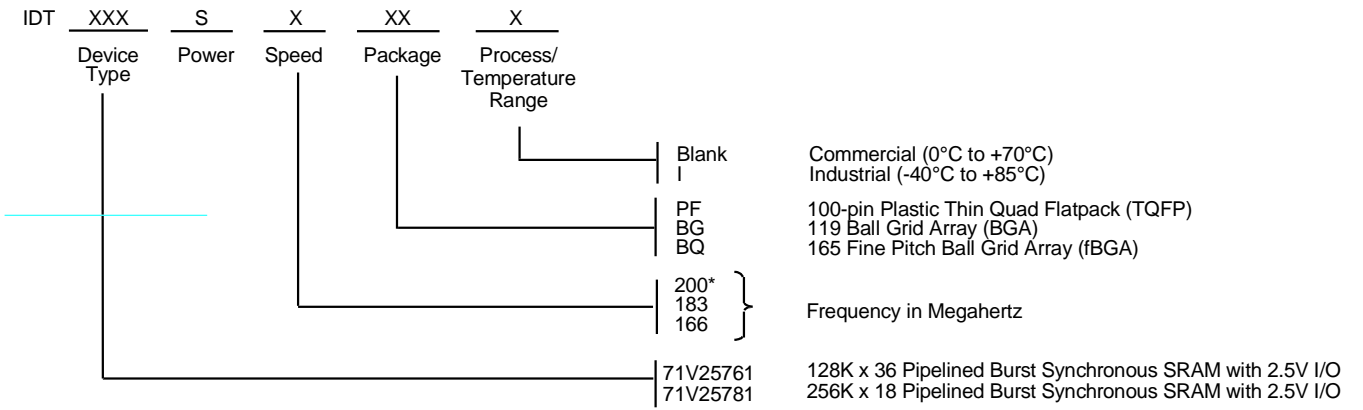 IDT XXX S X XX X
Device Type Power Speed Package Process/ Temperature Range
Blank Commercial (0°C to +70°C)
I Industrial (-40°C to +85°C)
PF 100-pin Plastic Thin Quad Flatpack (TQFP)
BG 119 Ball Grid Array (BGA)
BQ 165 Fine Pitch Ball Grid Array (fBGA)
200*
183 Frequency in Megahertz
166
71V25761 128K x 36 Pipelined Burst Synchronous SRAM with 2.5V I/O
71V25781 256K x 18 Pipelined Burst Synchronous SRAM with 2.5V I/O